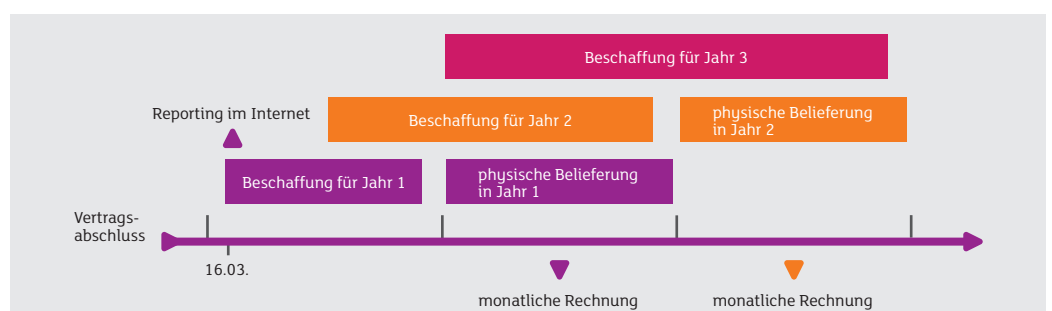 Beschaffung für Jahr 3
Reporting im Internet
Beschaffung für Jahr 2
physische Belieferung
in Jahr 2
Beschaffung für Jahr 1
physische Belieferung
in Jahr 1
Vertrags-
abschluss
16.03.
monatliche Rechnung
monatliche Rechnung